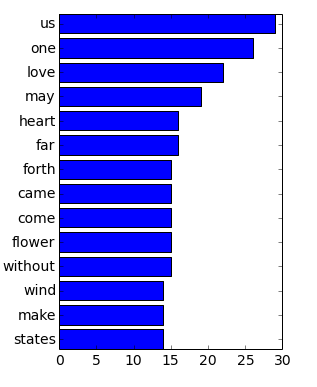 us
one
love
may
heart
far
forth
came
come
flower
without
wind
make
states
0 5 10 15 20 25 30